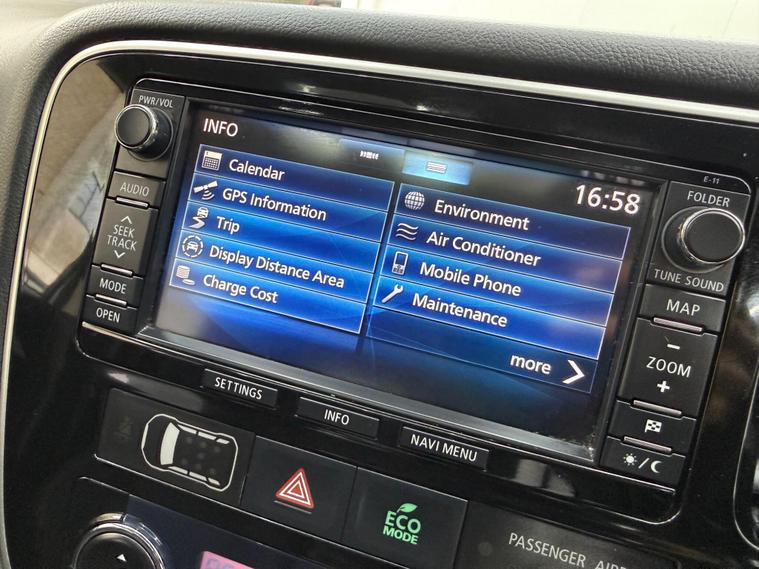 PWR/VOL
AUDIO
SEEK
TRACK
MODE
OPEN
INFO
16:58
Calendar
GPS Information
Trip
Display Distance Area
Charge Cost
Environment
Air Conditioner
Mobile Phone
Maintenance
more
E-11
FOLDER
TUNE SOUND
MAP
ZOOM
SETTINGS
INFO
NAVI MENU
ECO
MODE
PASSENGER